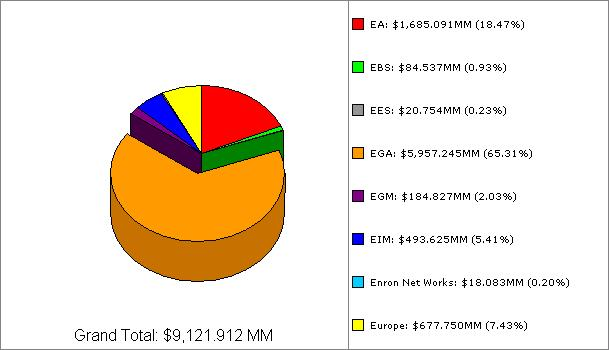 EA: $1,685.091MM (18.47%)
EBS: $84.537MM (0.93%)
EES: $20.754MM (0.23%)
EGA: $5,957.245MM (65.31%)
EGM: $184.827MM (2.03%)
EIM: $493.625MM (5.41%)
Enron Net Works: $18.083MM (0.20%)
Europe: $677.750MM (7.43%)
Grand Total: $9,121.912 MM